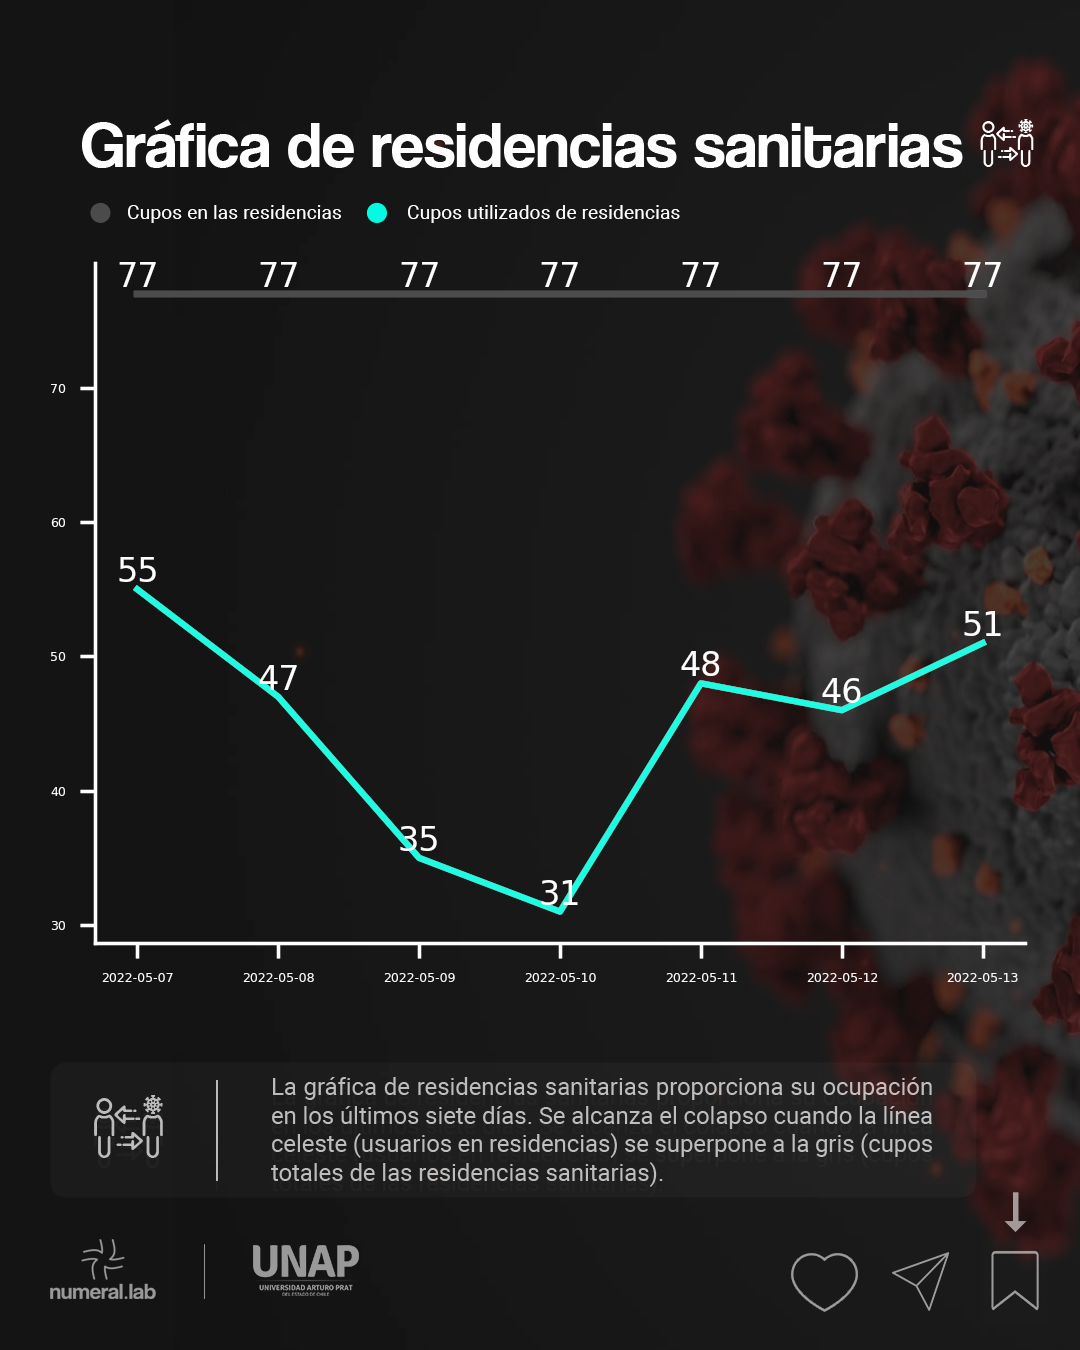 Gráfica de residencias sanitarias
Cupos en las residencias Cupos utilizados de residencias
77 77 77 77 77 77 77
70
60
55
51
50
48
47
46
40
35
31
30
2022-05-07 2022-05-08 2022-05-09 2022-05-10 2022-05-11 2022-05-12 2022-05-13
La gráfica de residencias sanitarias proporciona su ocupación
en los últimos siete días. Se alcanza el colapso cuando la línea
celeste (usuarios en residencias) se superpone a la gris (cupos
totales de las residencias sanitarias).
numeral.lab
UNAP
UNIVERSIDAD ARTURO PRAT
DEL ESTADO DE CHILE